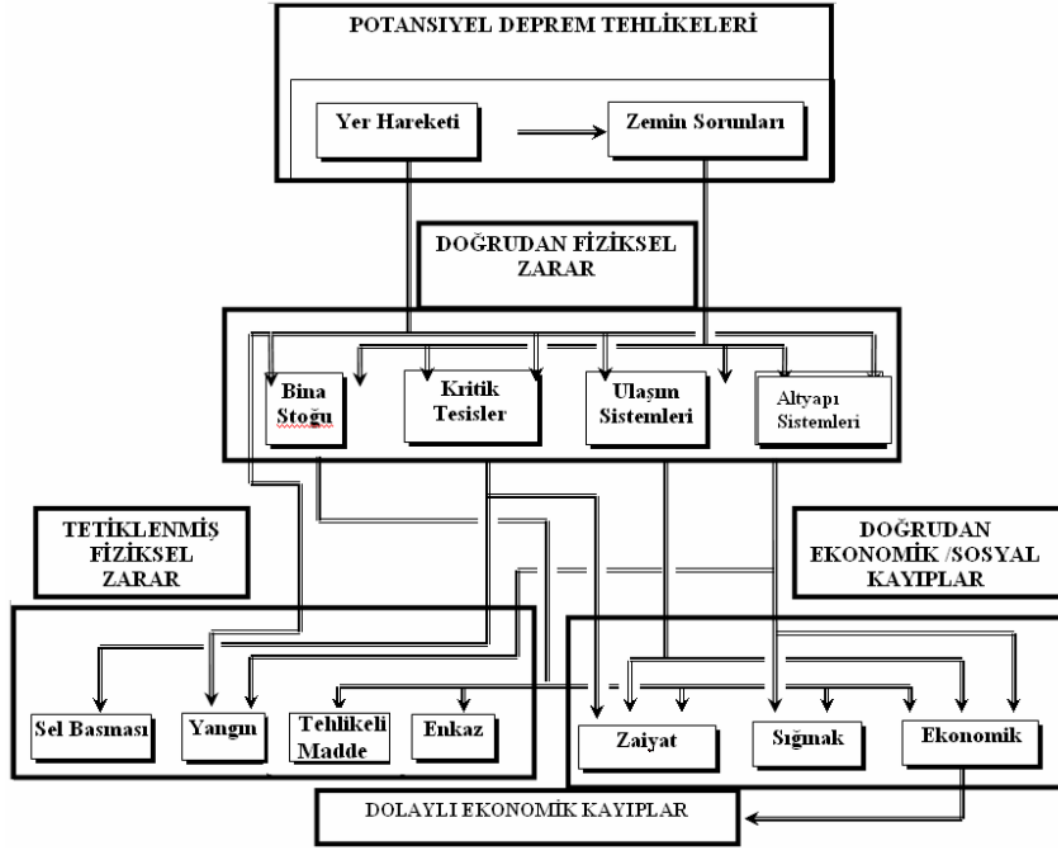 POTANSIYEL DEPREM TEHLİKELERİ
Yer Hareketi
Zemin Sorunları
DOĞRUDAN FİZİKSEL
ZARAR
Bina
Stoğu
Kritik
Tesisler
Ulaşım
Sistemleri
Altyapı
Sistemleri
TETİKLENMİŞ
FİZİKSEL
ZARAR
DOĞRUDAN
EKONOMİK /SOSYAL
KAYIPLAR
Sel Basması
Yangın
Tehlikeli
Madde
Enkaz
Zaiyat
Sığınak
Ekonomik
DOLAYLI EKONOMİK KAYIPLAR